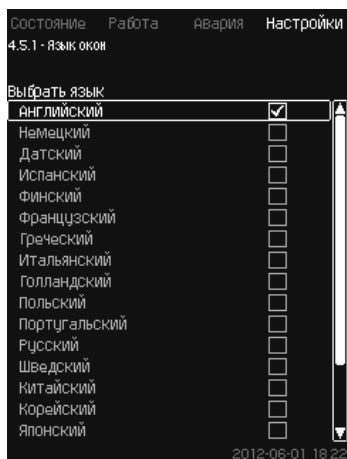 Состояние Работа Авария Настройки
4.5.1 - Язык окон
Выбрать язык
Английский
Немецкий
Датский
Испанский
Финский
Французский
Греческий
Итальянский
Голландский
Польский
Португальский
Русский
Шведский
Китайский
Корейский
Японский
2012-06-01 18:22